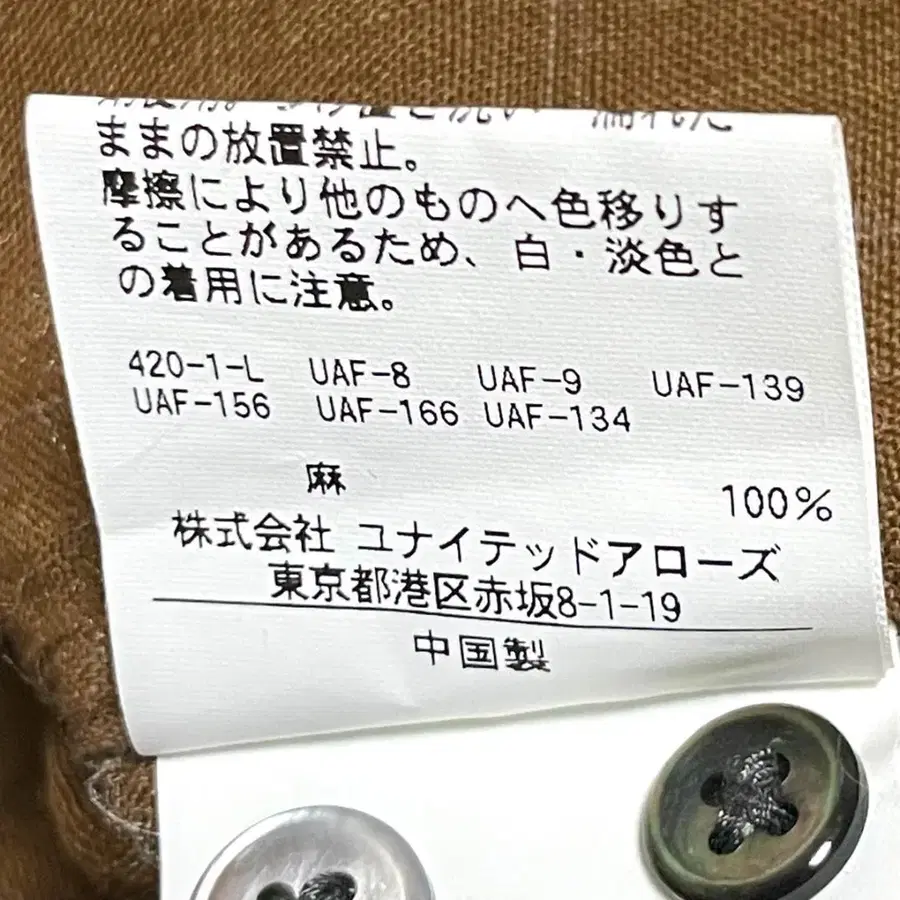 ままの放置禁止。
摩擦により他のものへ色移りす
ることがあるため、白・淡色と
の着用に注意。
420-1-L UAF-8 UAF-9 UAF-139
UAF-156 UAF-166 UAF-134
麻 100%
株式会社 ユナイテッドアローズ
東京都港区赤坂8-1-19
中国製